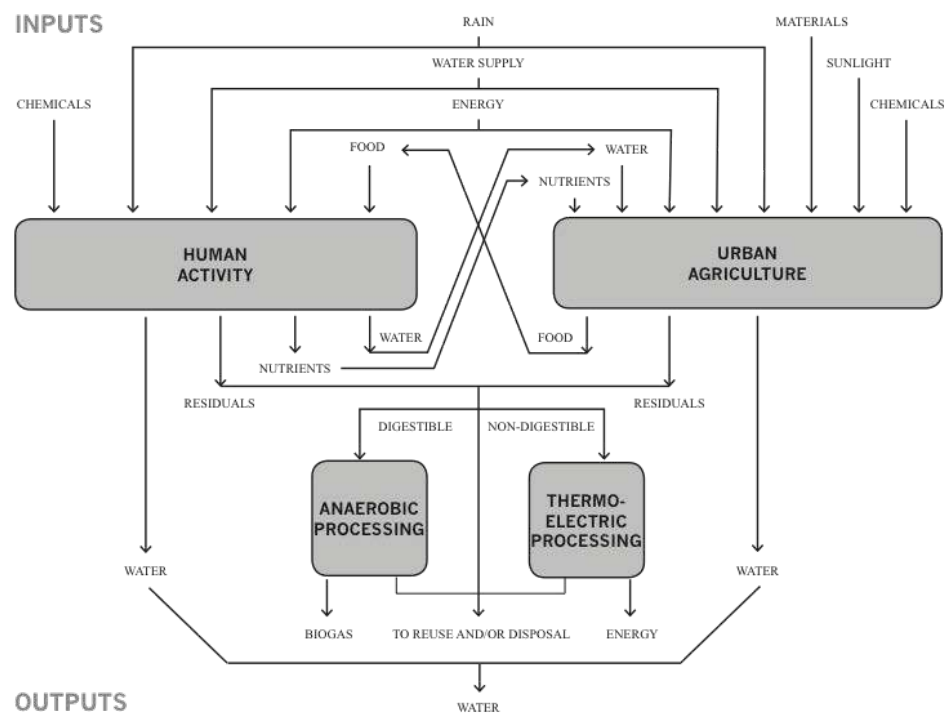 INPUTS
RAIN
MATERIALS
WATER SUPPLY
SUNLIGHT
CHEMICALS
ENERGY
CHEMICALS
FOOD
WATER
NUTRIENTS
HUMAN
ACTIVITY
URBAN
AGRICULTURE
WATER
FOOD
NUTRIENTS
RESIDUALS
RESIDUALS
DIGESTIBLE
NON-DIGESTIBLE
ANAEROBIC
PROCESSING
THERMO-
ELECTRIC
PROCESSING
WATER
WATER
BIOGAS
TO REUSE AND/OR DISPOSAL
ENERGY
OUTPUTS
WATER